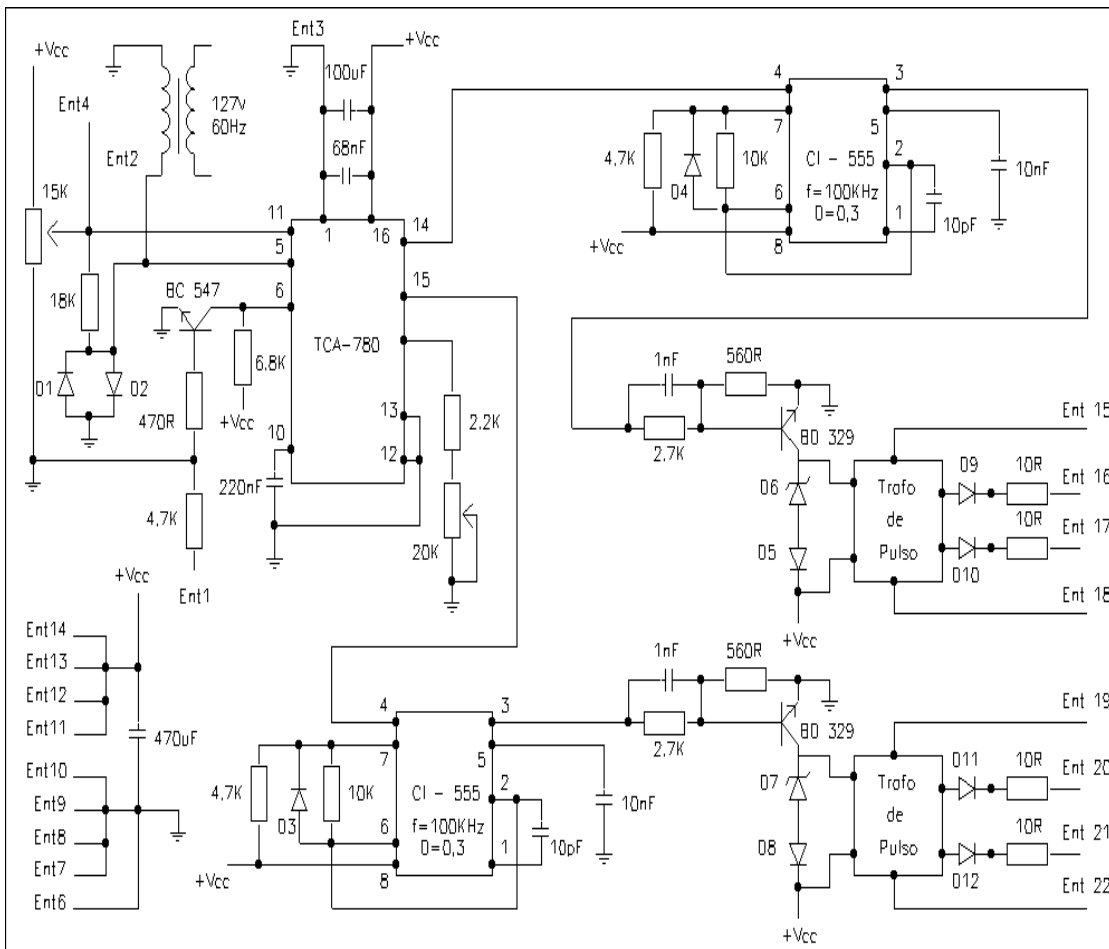 +Vcc
Ent4
Ent2
127v
60Hz
Ent3
+Vcc
100uF
68nF
15K
11
5
6
10
1
16
14
15
13
12
TCA-780
18K
D1
D2
BC 547
6.8K
+Vcc
470R
4,7K
Ent1
220nF
2.2K
20K
4
7
6
8
3
5
2
1
4.7K
D4
10K
CI - 555
f=100KHz
D=0,3
10nF
10pF
+Vcc
1nF
560R
2.7K
BD 329
D6
D5
+Vcc
Trafo
de
Pulso
D9
10R
D10
10R
Ent 15
Ent 16
Ent 17
Ent 18
+Vcc
Ent14
Ent13
Ent12
Ent11
470uF
Ent10
Ent9
Ent8
Ent7
Ent6
4
7
6
8
3
5
2
1
4,7K
D3
10K
CI - 555
f=100KHz
D=0,3
10nF
10pF
+Vcc
1nF
560R
2.7K
BD 329
D7
D8
+Vcc
Trafo
de
Pulso
D11
10R
D12
10R
Ent 19
Ent 20
Ent 21
Ent 22